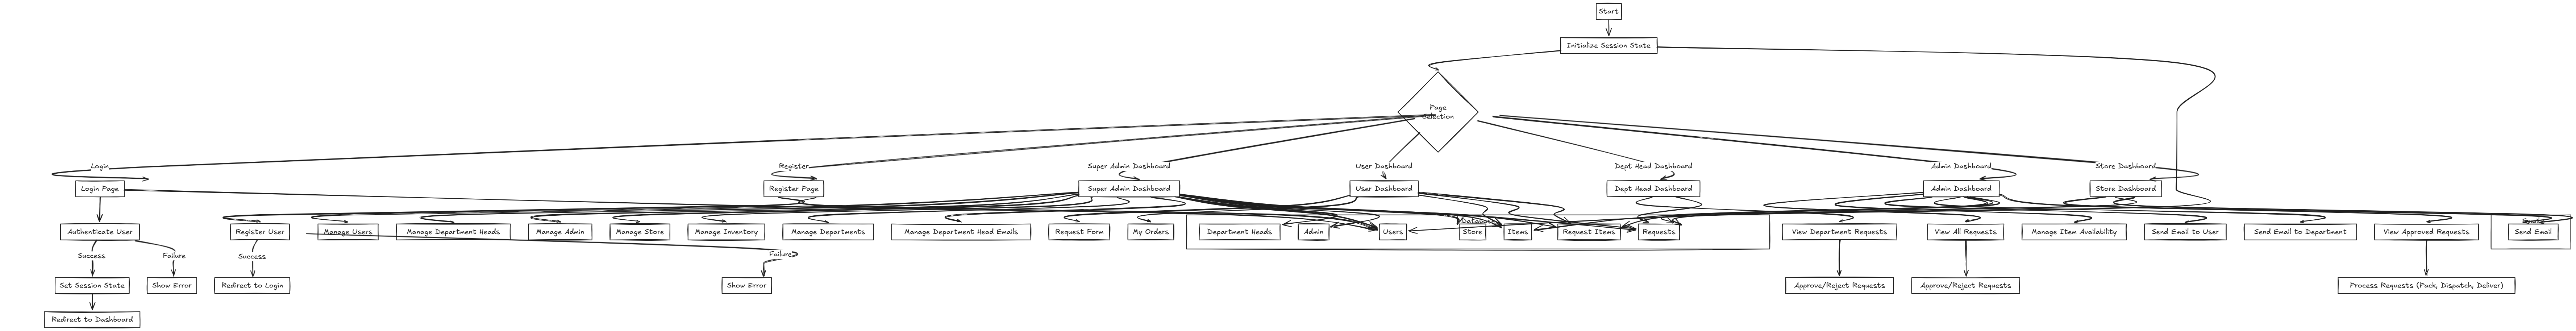 Start
Initialize Session State
Page
Selection
Login
Register
Super Admin Dashboard
User Dashboard
Dept Head Dashboard
Admin Dashboard
Store Dashboard
Login Page
Register Page
Super Admin Dashboard
User Dashboard
Dept Head Dashboard
Admin Dashboard
Store Dashboard
Database
Email
Authenticate User
Register User
Manage Users
Manage Department Heads
Manage Admin
Manage Store
Manage Inventory
Manage Departments
Manage Department Head Emails
Request Form
My Orders
Department Heads
Admin
Users
Store
Items
Request Items
Requests
View Department Requests
View All Requests
Manage Item Availability
Send Email to User
Send Email to Department
View Approved Requests
Send Email
Success
Failure
Success
Failure
Set Session State
Show Error
Redirect to Login
Show Error
Approve/Reject Requests
Approve/Reject Requests
Process Requests (Pack, Dispatch, Deliver)
Redirect to Dashboard